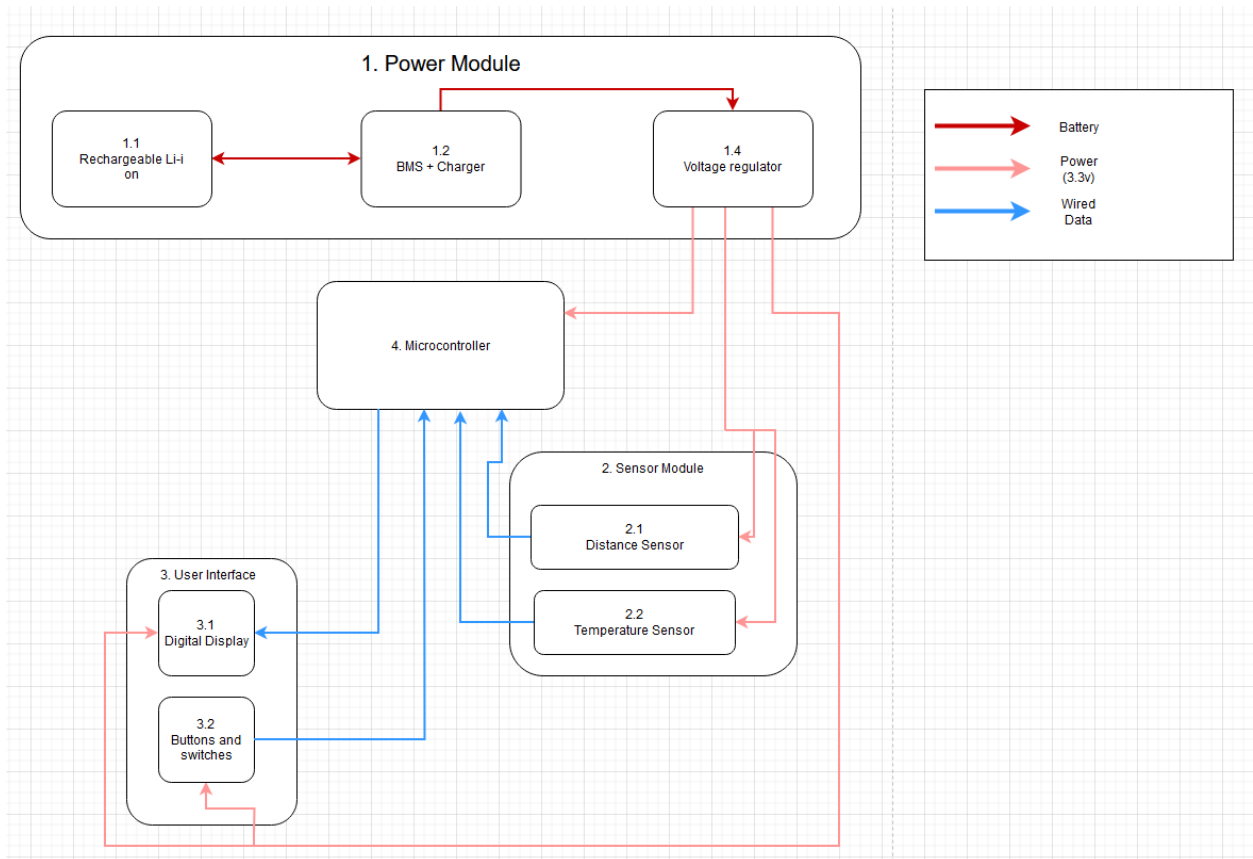 1. Power Module
1.1
Rechargeable Li-i
on
1.2
BMS + Charger
1.4
Voltage regulator
Battery
Power
(3.3v)
Wired
Data
4. Microcontroller
2. Sensor Module
2.1
Distance Sensor
2.2
Temperature Sensor
3. User Interface
3.1
Digital Display
3.2
Buttons and
switches